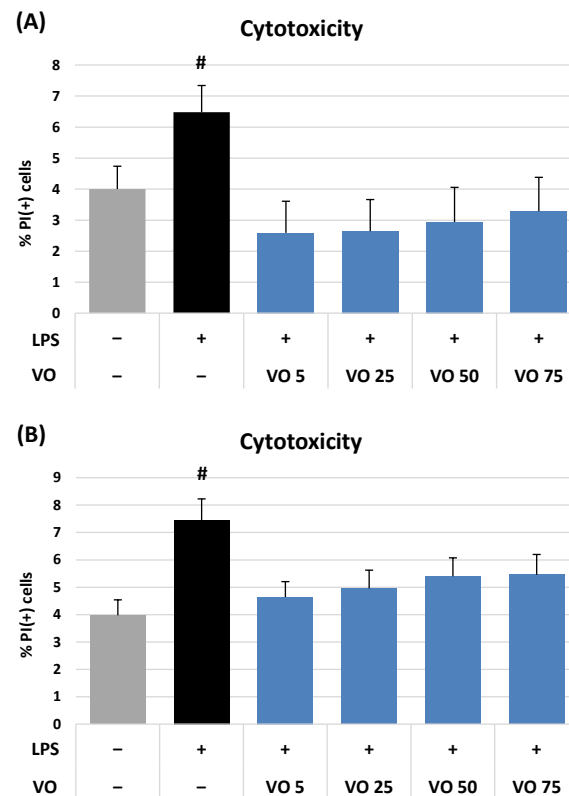 (A)
Cytotoxicity
#
8
7
6
5
4
3
2
1
0
% PI(+) cells
LPS – + + + + +
VO – – VO 5 VO 25 VO 50 VO 75
(B)
Cytotoxicity
#
9
8
7
6
5
4
3
2
1
0
% PI(+) cells
LPS – + + + + +
VO – – VO 5 VO 25 VO 50 VO 75